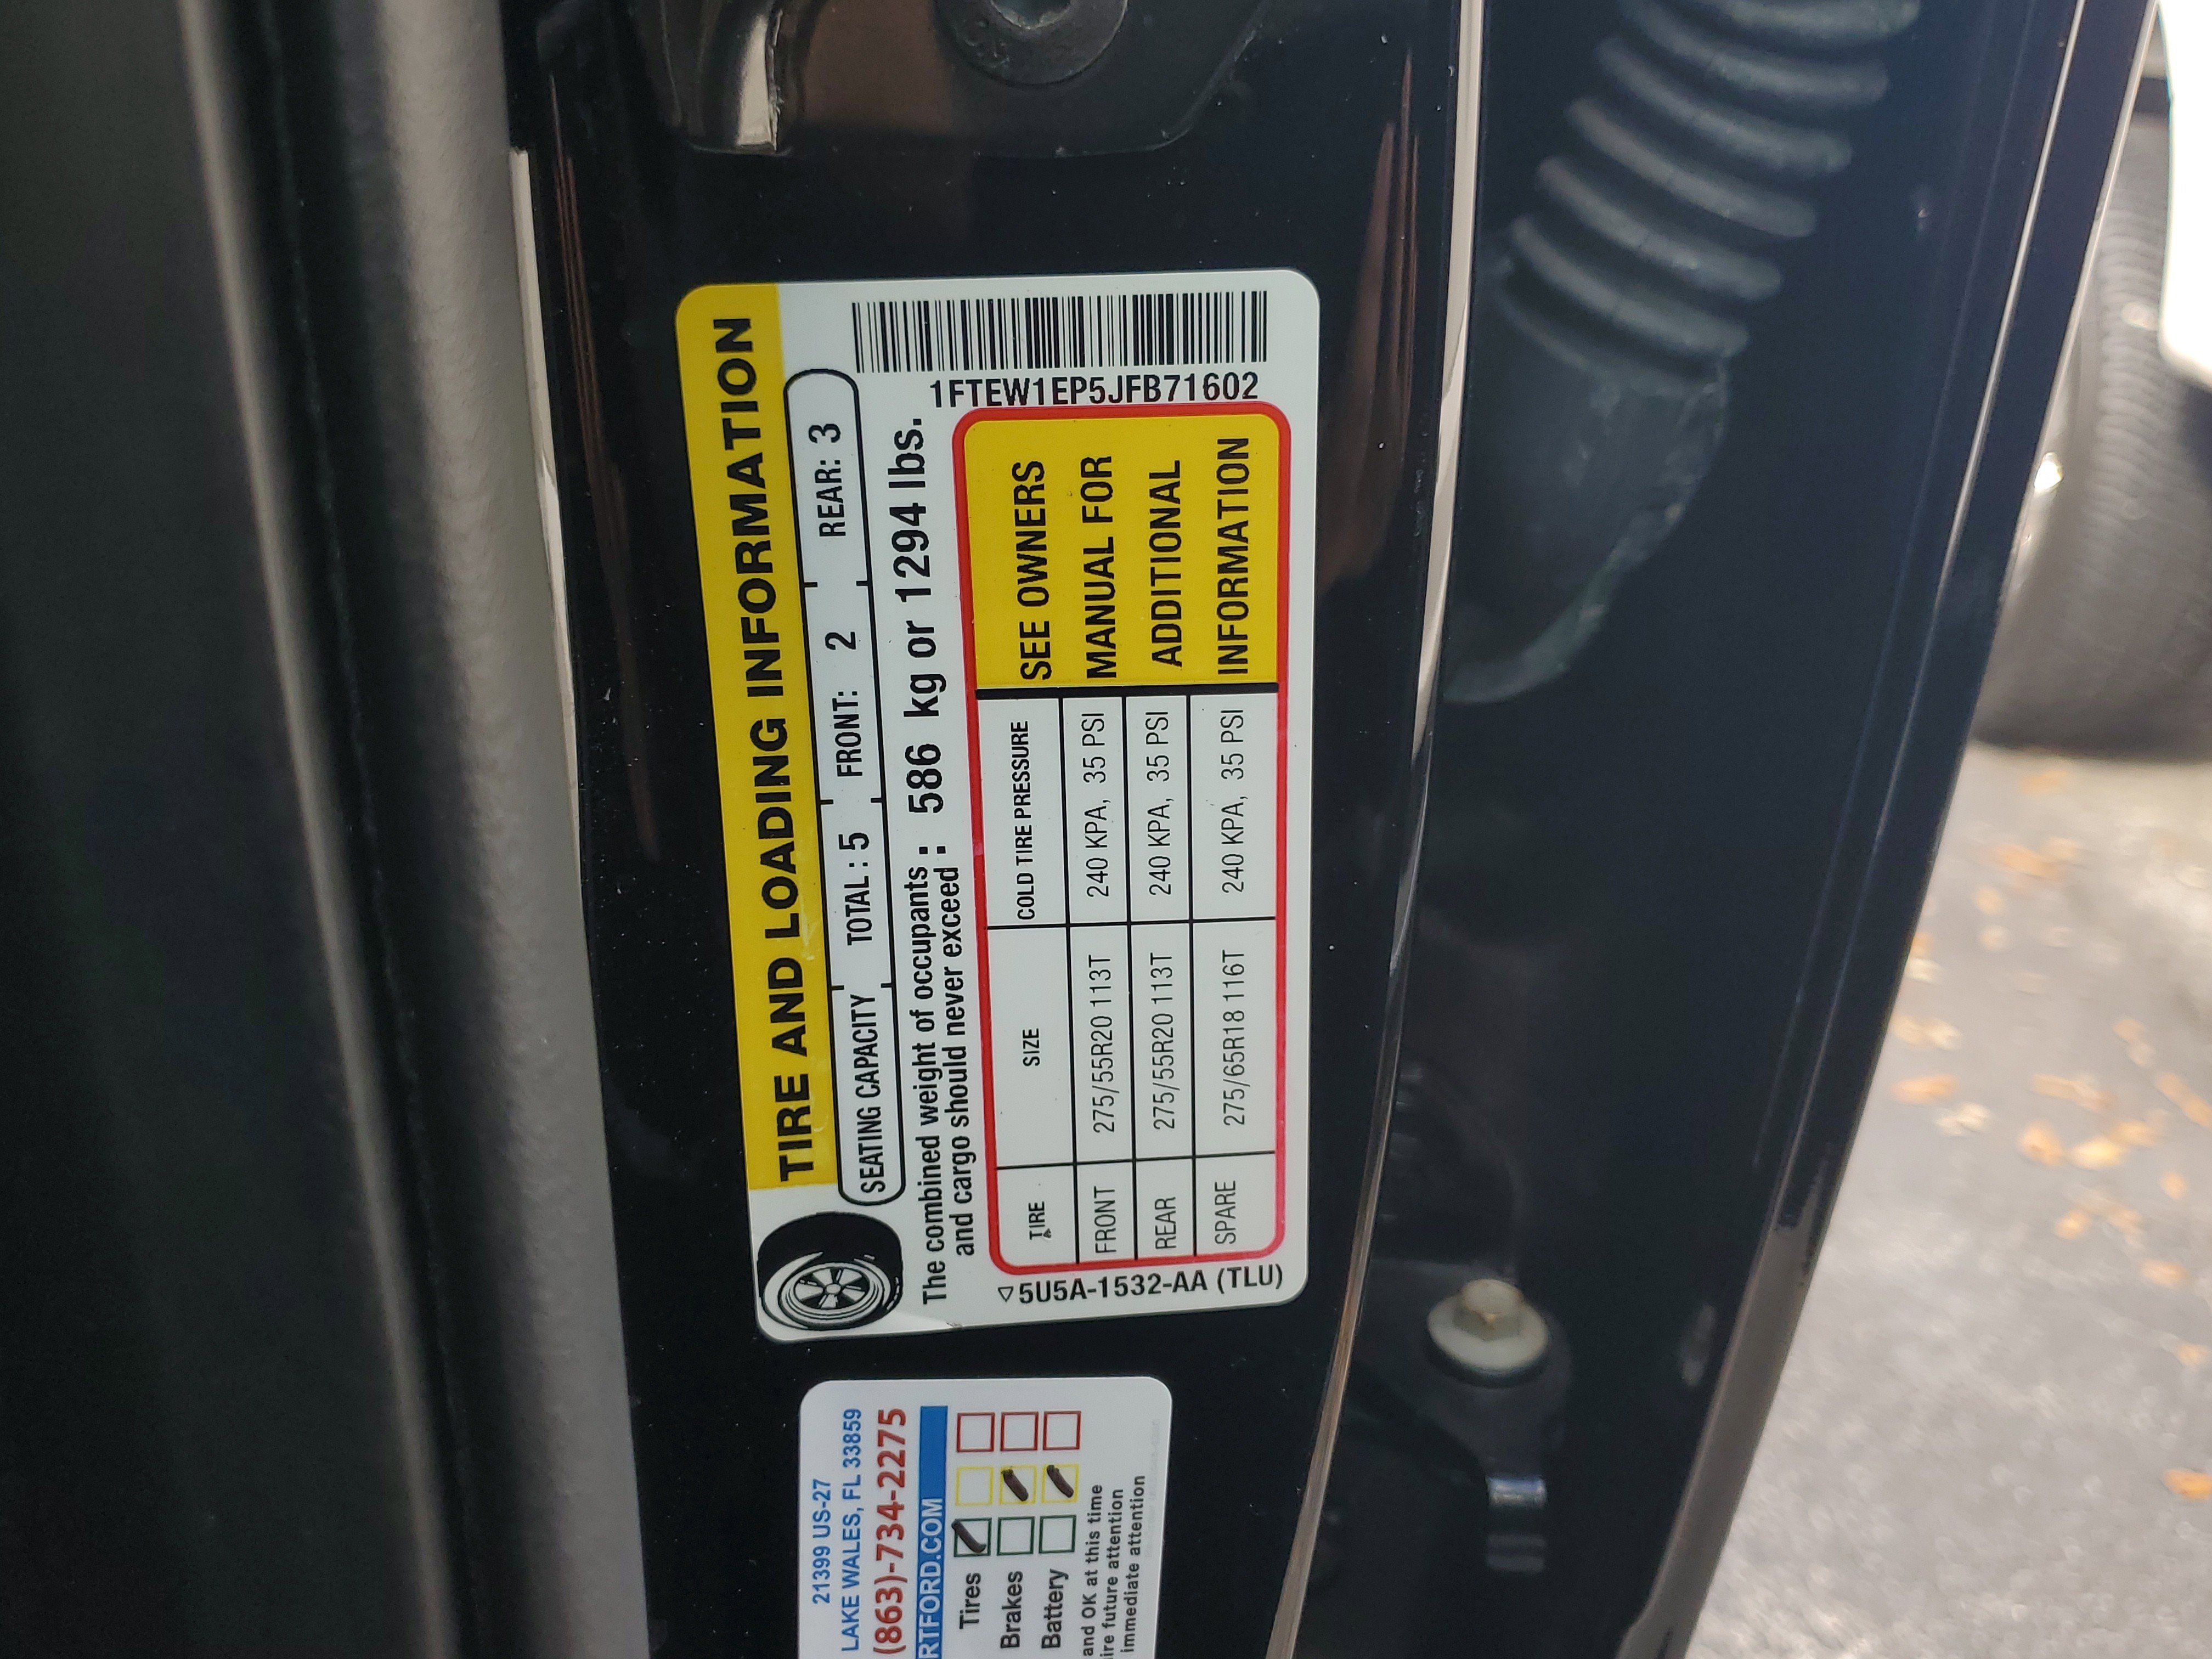 TIRE AND LOADING INFORMATION
SEATING CAPACITY TOTAL : 5 FRONT: 2 REAR: 3
The combined weight of occupants : 586 kg or 1294 lbs.
and cargo should never exceed :
TIRE SIZE COLD TIRE PRESSURE SEE OWNERS
FRONT 275/55R20 113T 240 KPA, 35 PSI MANUAL FOR
REAR 275/55R20 113T 240 KPA, 35 PSI ADDITIONAL
SPARE 275/65R18 116T 240 KPA, 35 PSI INFORMATION
1FTEW1EP5JFB71602
5U5A-1532-AA (TLU)
21399 US-27
LAKE WALES, FL 33859
(863)-734-2275
RTFORD.COM
Tires
Brakes
Battery
and OK at this time
ire future attention
immediate attention